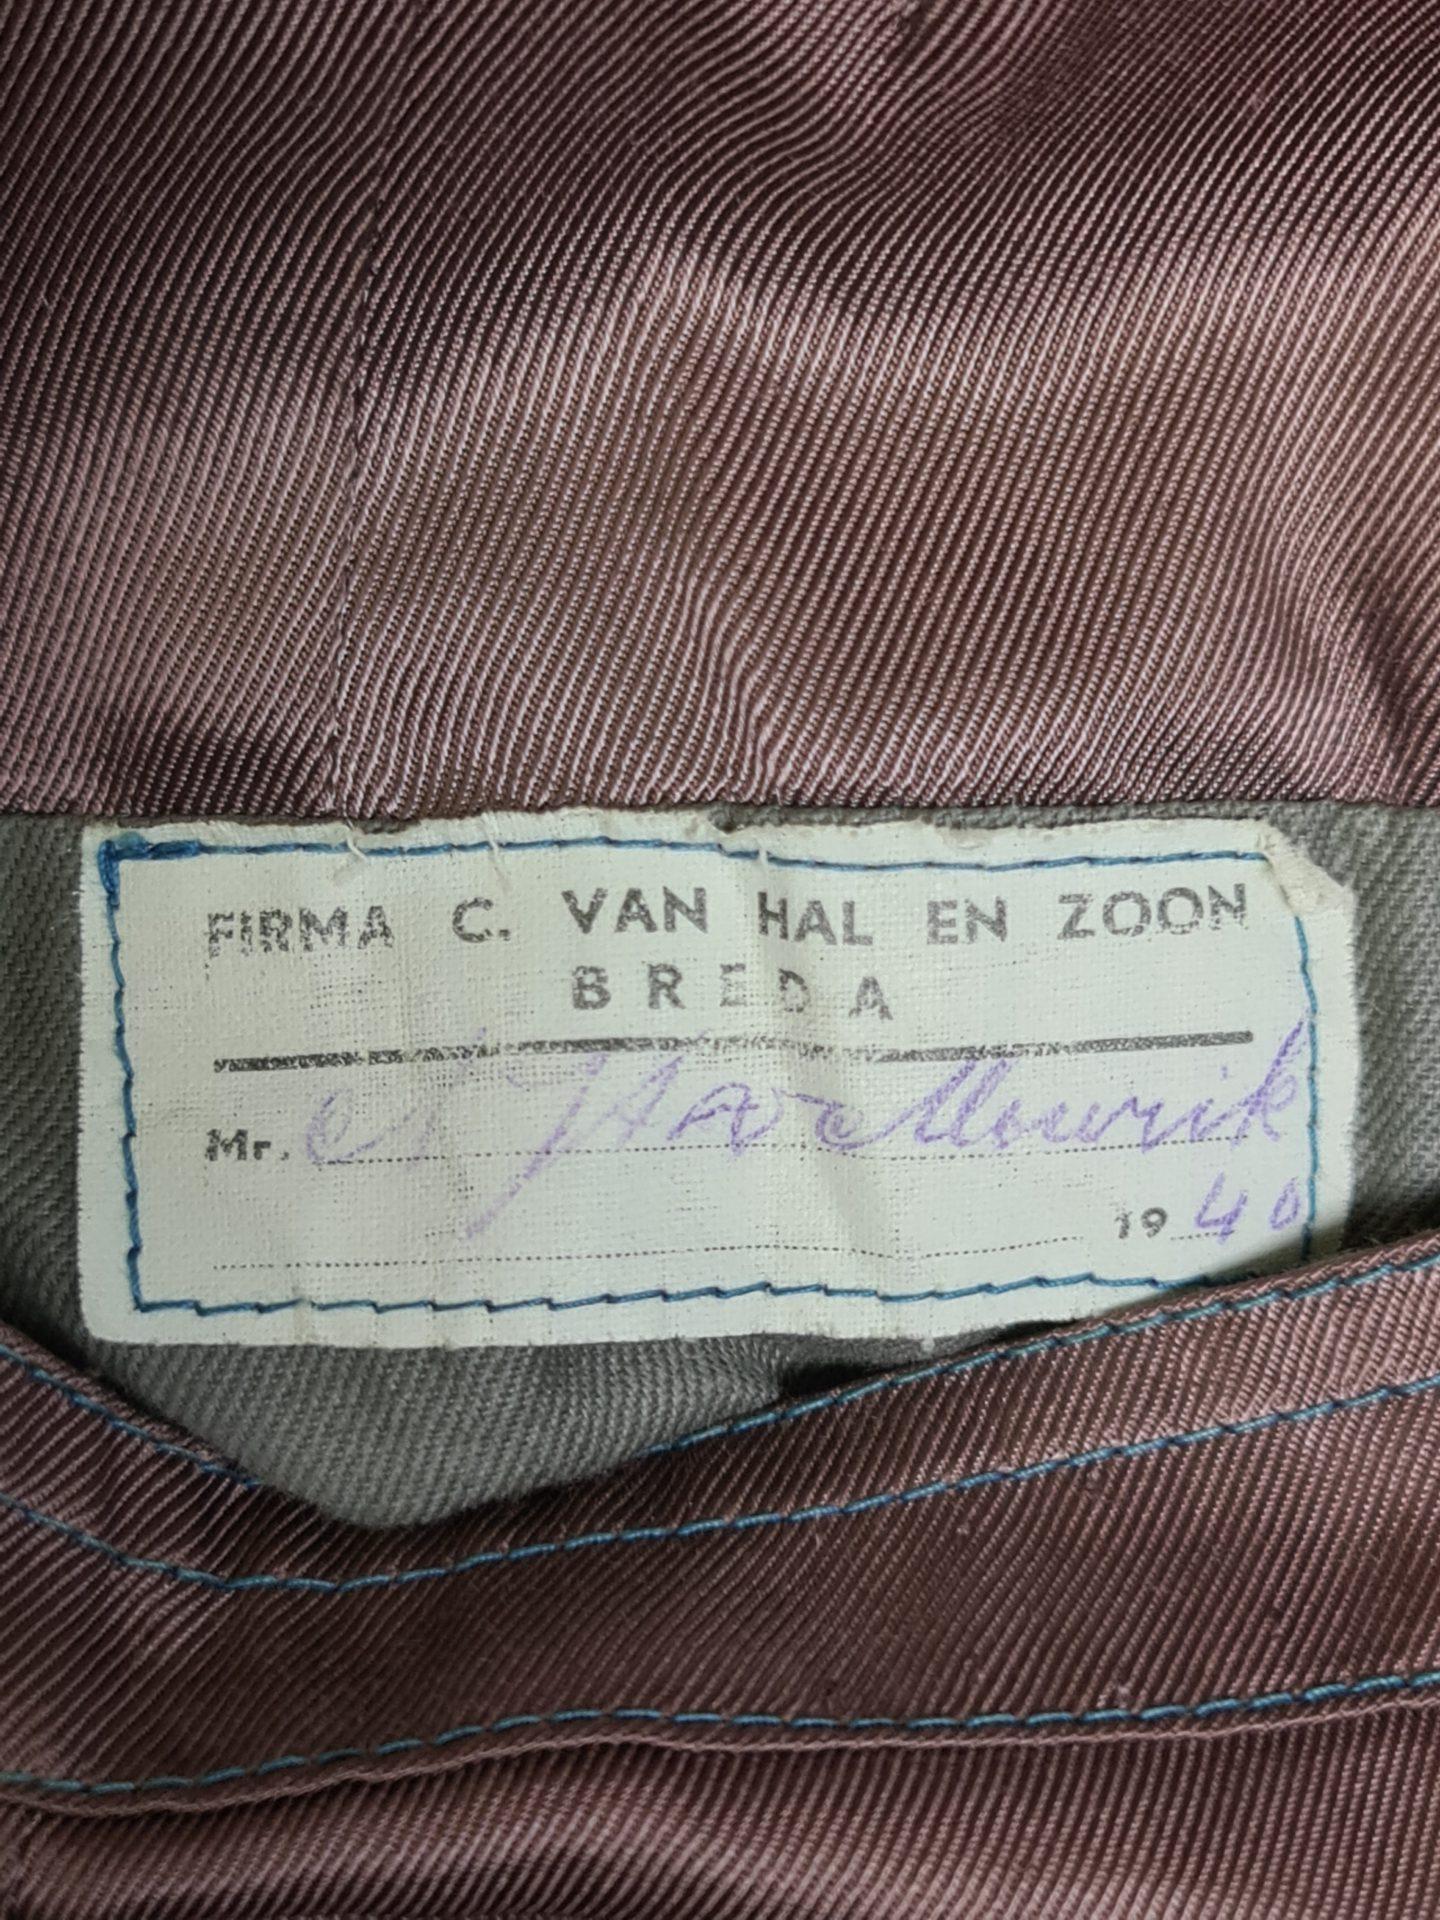 FIRMA C. VAN HAL EN ZOON
BREDA
Mr.
1940